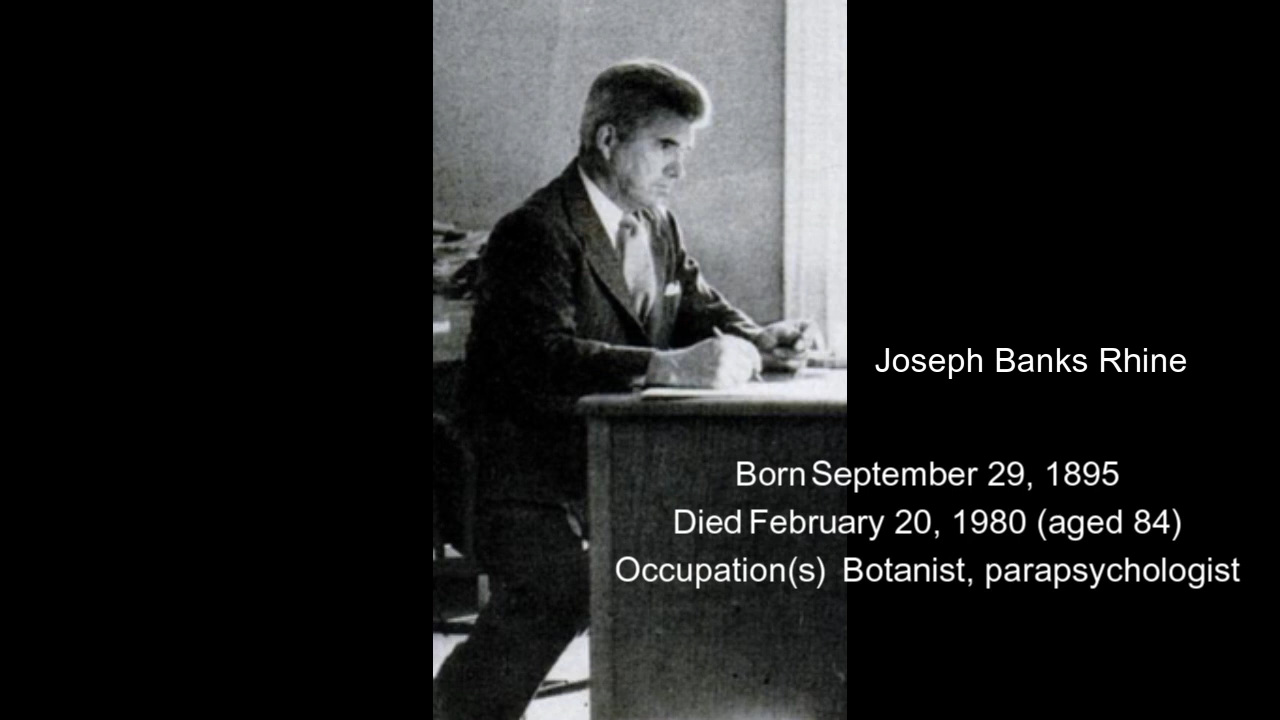 Joseph Banks Rhine
Born September 29, 1895
Died February 20, 1980 (aged 84)
Occupation(s) Botanist, parapsychologist